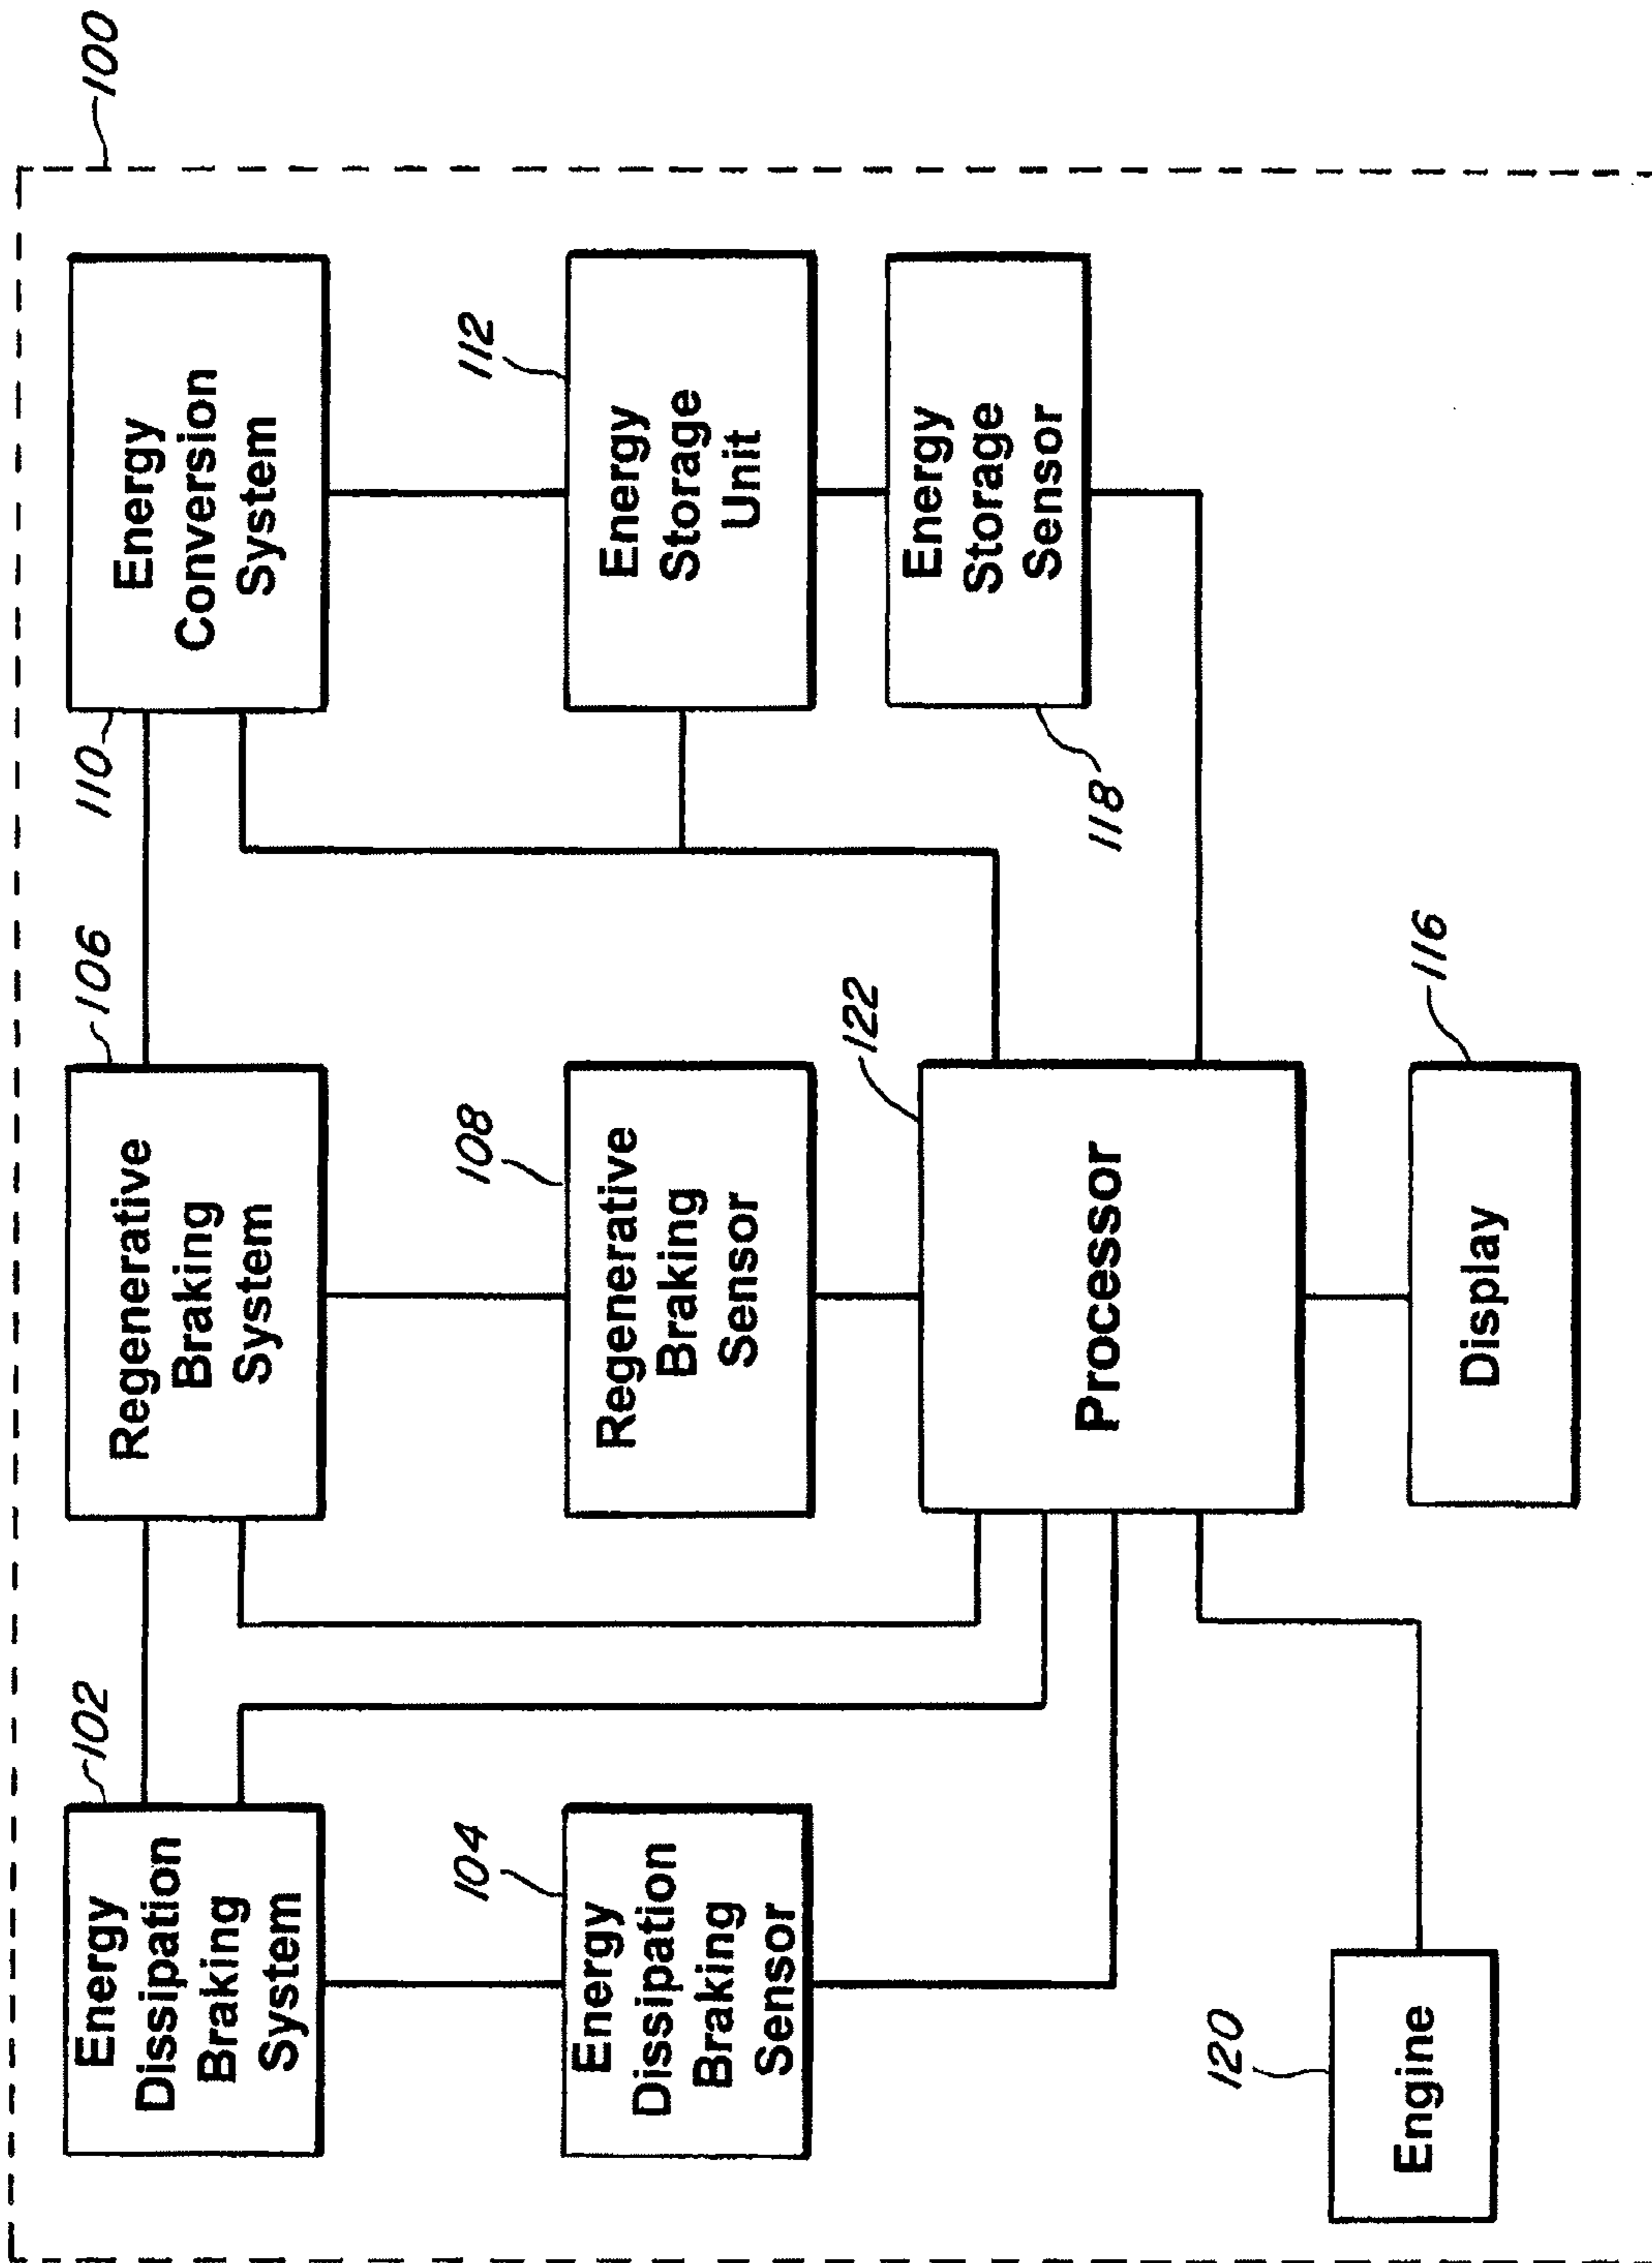 100
102
Energy
Dissipation
Braking
System
106
Regenerative
Braking
System
110
Energy
Conversion
System
104
Energy
Dissipation
Braking
Sensor
108
Regenerative
Braking
Sensor
112
Energy
Storage
Unit
122
Processor
118
Energy
Storage
Sensor
120
Engine
116
Display